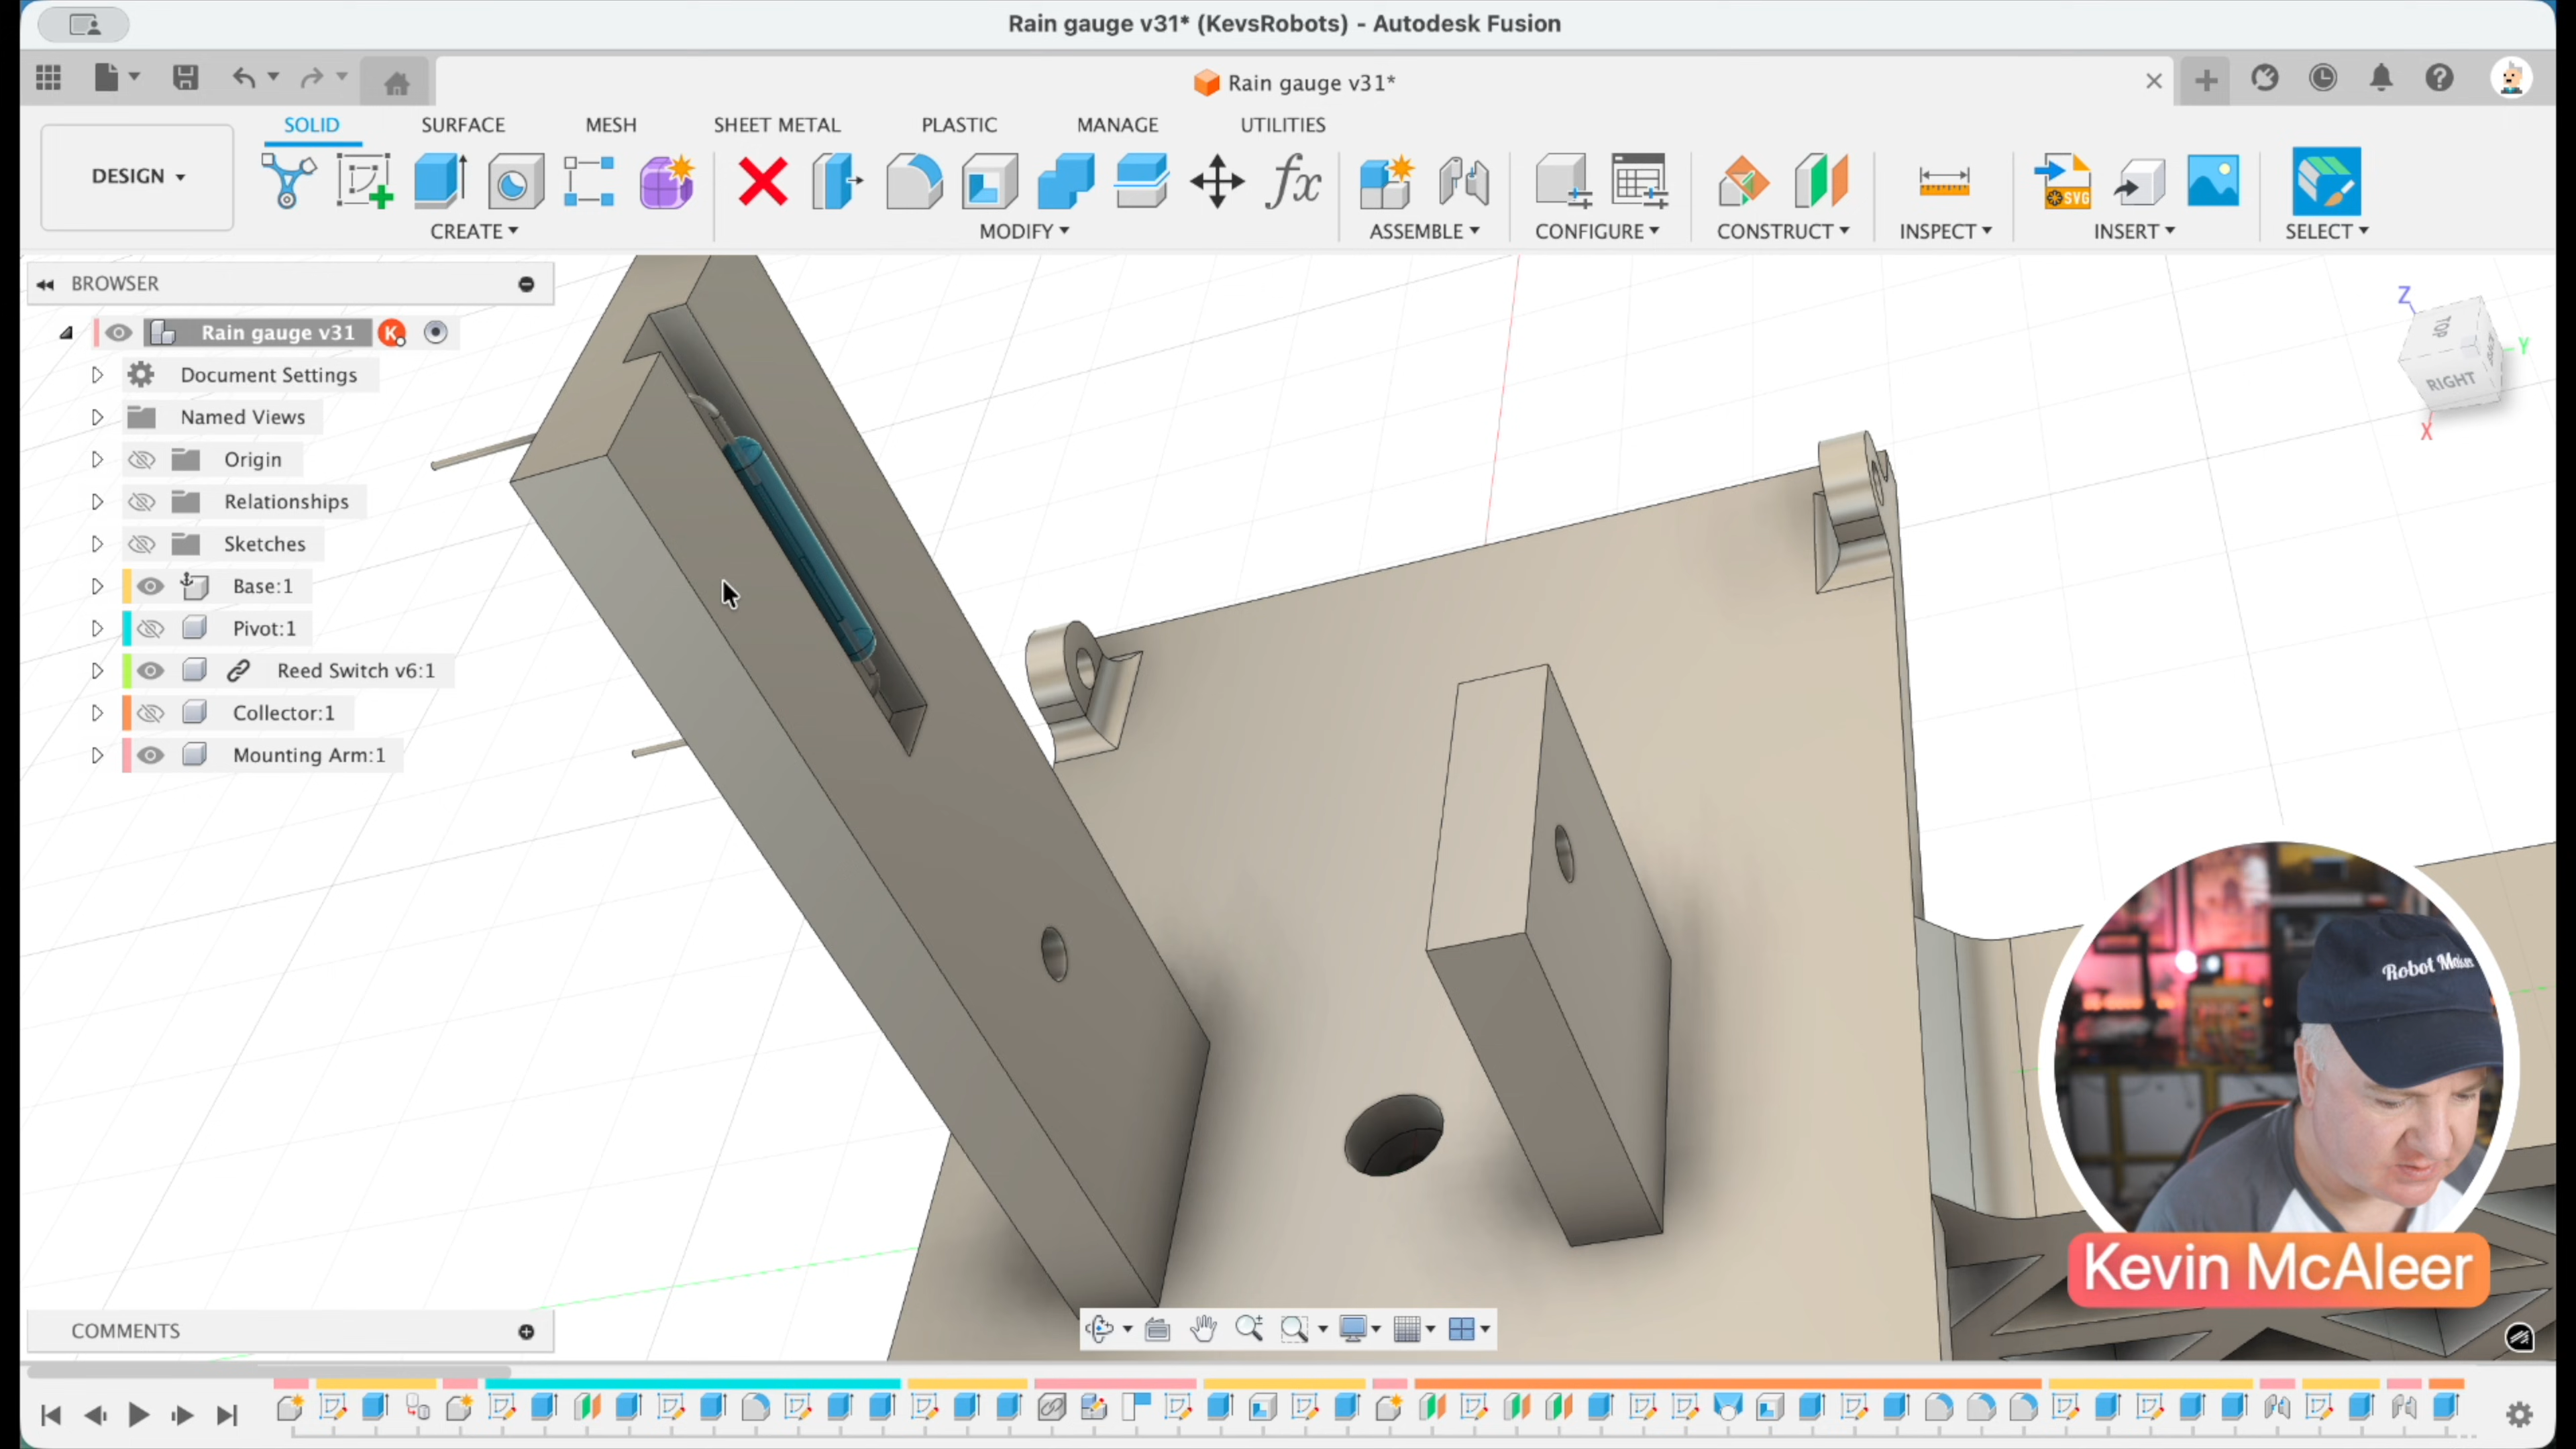 Rain gauge v31* (KevsRobots) - Autodesk Fusion
Rain gauge v31*
SOLID SURFACE MESH SHEET METAL PLASTIC MANAGE UTILITIES
DESIGN
fx
SVG
CREATE MODIFY ASSEMBLE CONFIGURE CONSTRUCT INSPECT INSERT SELECT
BROWSER
Rain gauge v31 K
Document Settings
Named Views
Origin
Relationships
Sketches
Base:1
Pivot:1
Reed Switch v6:1
Collector:1
Mounting Arm:1
Z
TOP
Y
RIGHT
X
Robot Maker
Kevin McAleer
COMMENTS